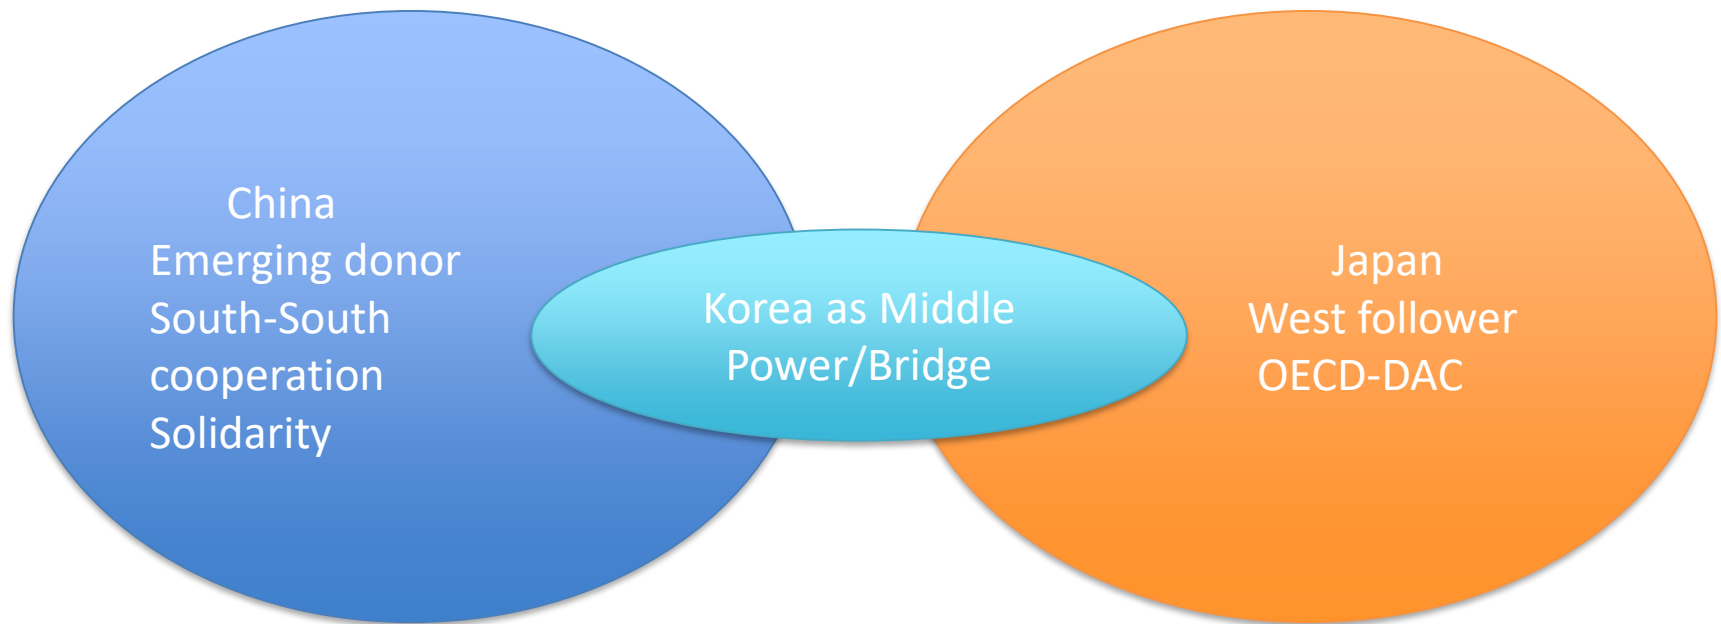 China
Emerging donor
South-South
cooperation
Solidarity
Korea as Middle
Power/Bridge
Japan
West follower
OECD-DAC